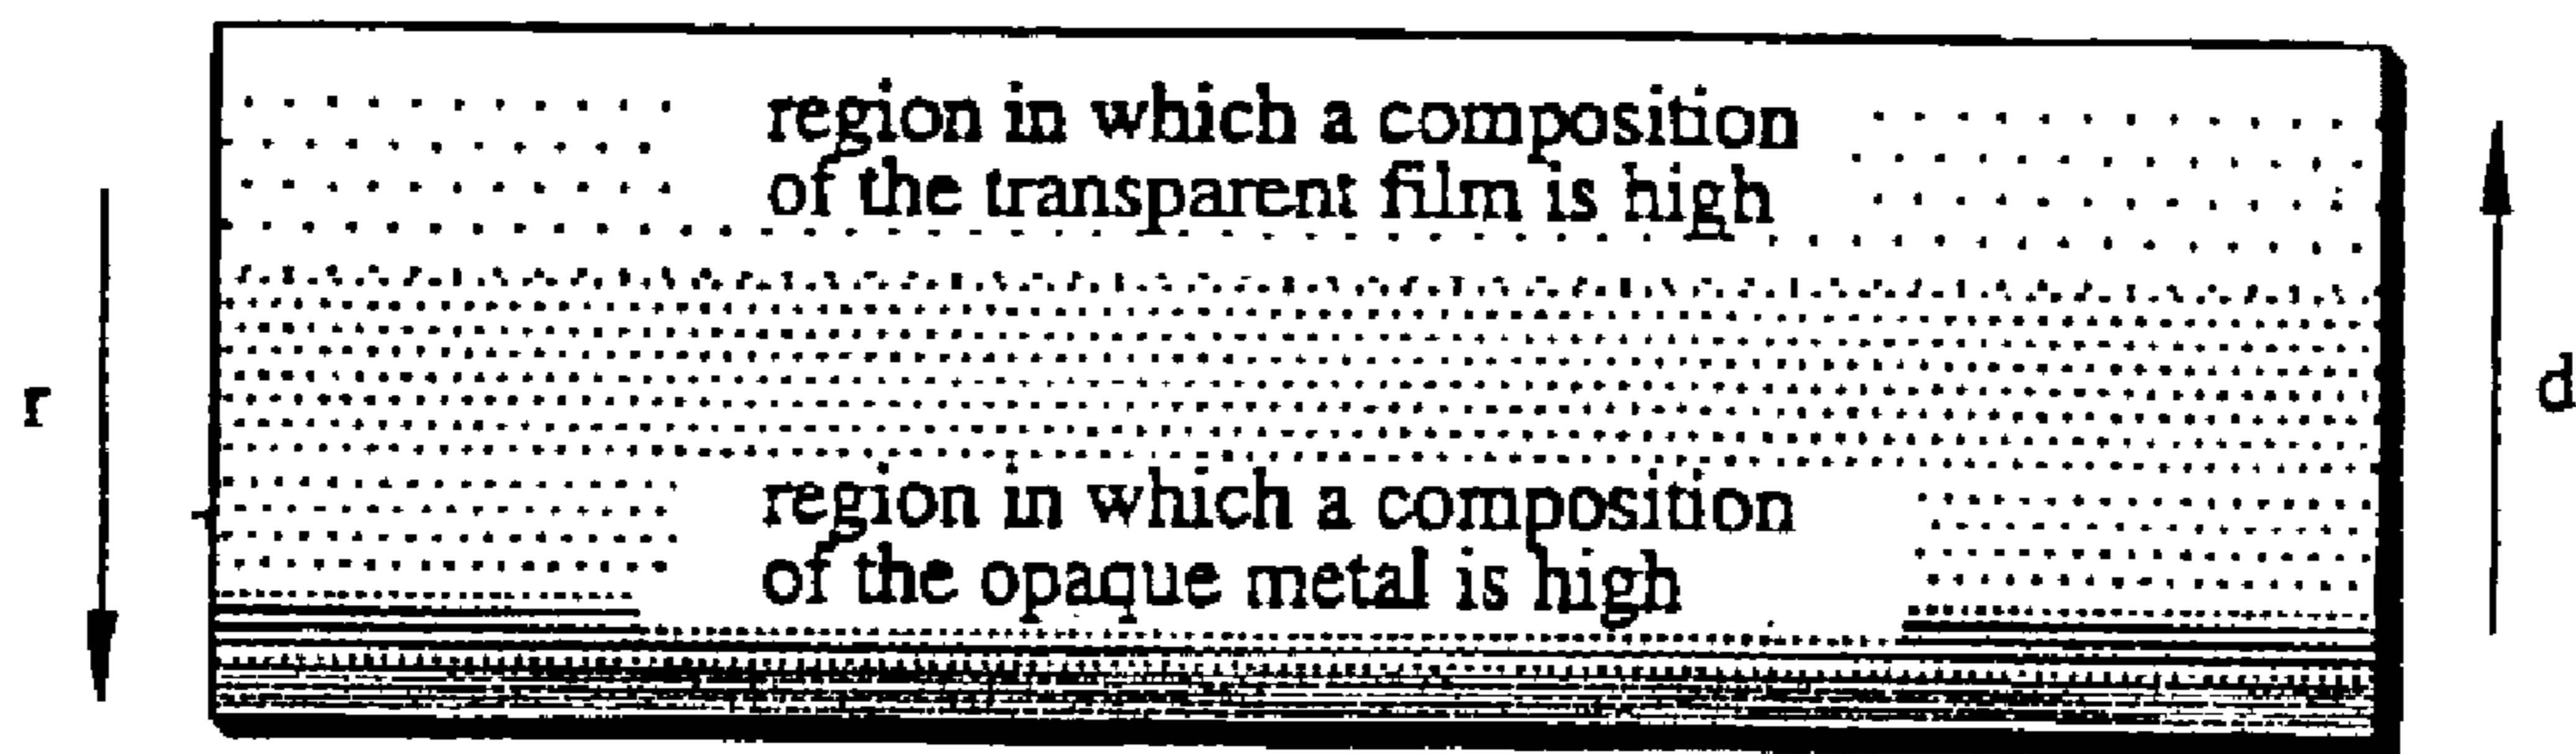 region in which a composition
of the transparent film is high
r
d
region in which a composition
of the opaque metal is high